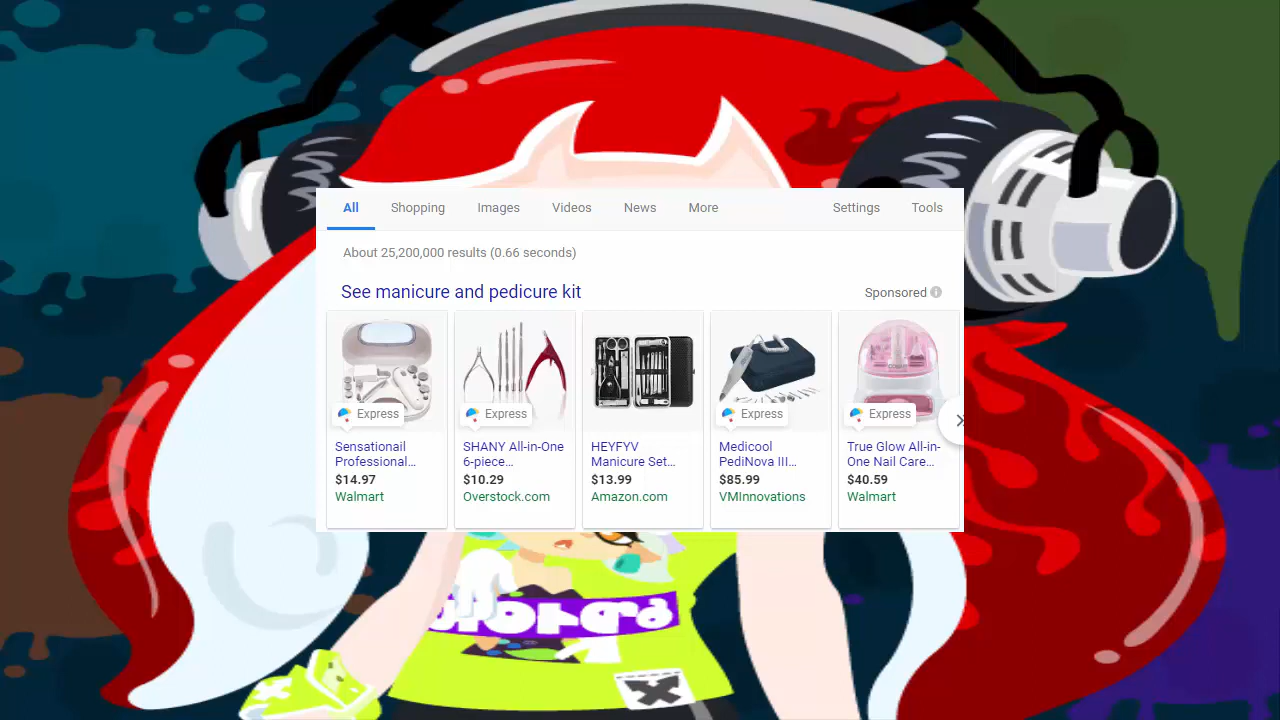 All Shopping Images Videos News More Settings Tools
About 25,200,000 results (0.66 seconds)
See manicure and pedicure kit Sponsored
Express Express Express Express
Sensationail SHANY All-in-One HEYFYV Medicool True Glow All-in-
Professional... 6-piece... Manicure Set... PediNova III... One Nail Care...
$14.97 $10.29 $13.99 $85.99 $40.59
Walmart Overstock.com Amazon.com VMInnovations Walmart